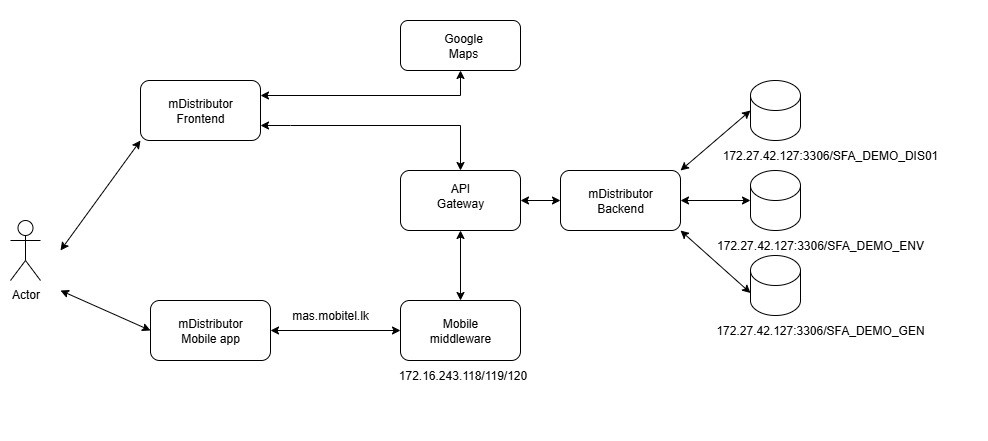 Google
Maps
mDistributor
Frontend
172.27.42.127:3306/SFA_DEMO_DIS01
API
Gateway
mDistributor
Backend
172.27.42.127:3306/SFA_DEMO_ENV
Actor
mas.mobitel.lk
mDistributor
Mobile app
Mobile
middleware
172.27.42.127:3306/SFA_DEMO_GEN
172.16.243.118/119/120